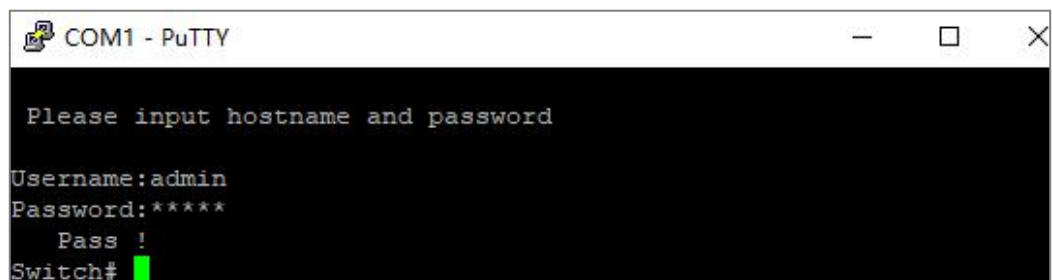 COM1 - PuTTY
Please input hostname and password
Username:admin
Password:*****
Pass !
Switch#